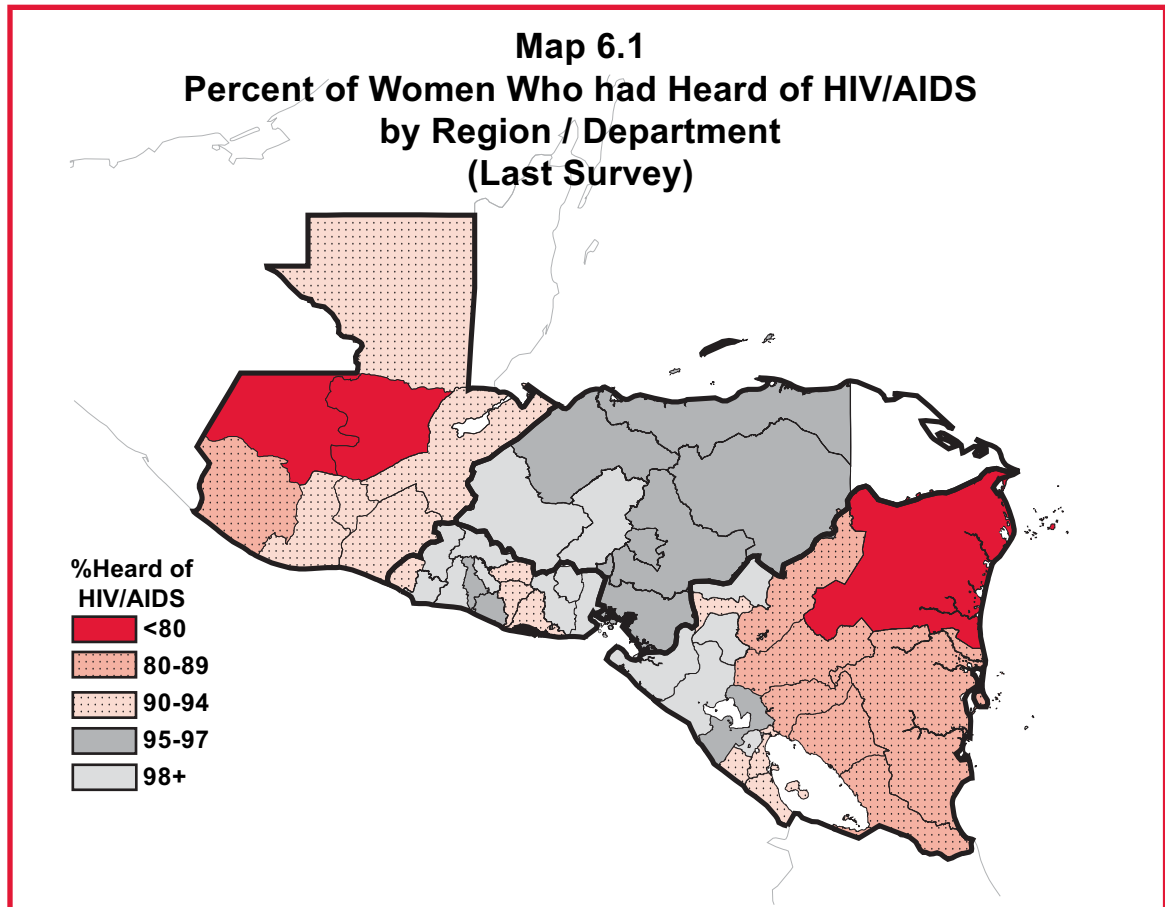 Map 6.1
Percent of Women Who had Heard of HIV/AIDS
by Region / Department
(Last Survey)
%Heard of
HIV/AIDS
<80
80-89
90-94
95-97
98+